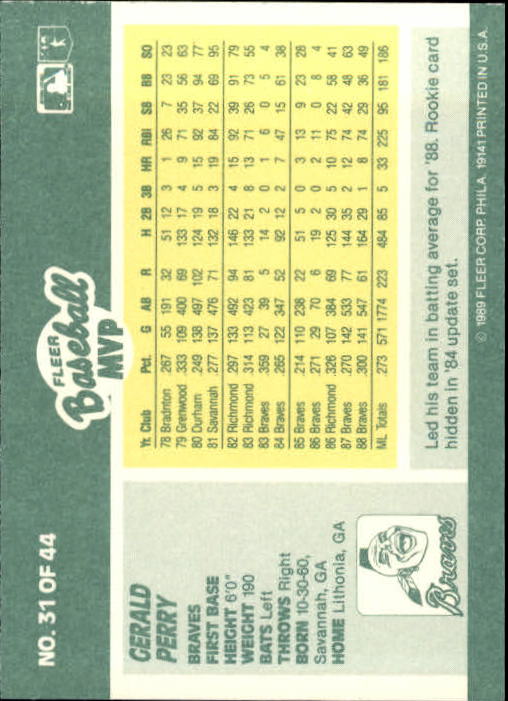 NO. 31 OF 44
FLEER
Baseball
MVP
GERALD
PERRY
BRAVES
FIRST BASE
HEIGHT 6'0"
WEIGHT 190
BATS Left
THROWS Right
BORN 10-30-60,
Savannah, GA
HOME Lithonia, GA
Braves
Yr. Club Pct. G AB R H 2B 3B HR RBI SB BB SO
78 Bradnton .267 55 191 32 51 12 3 1 26 7 23 23
79 Grenwood .333 109 400 69 133 17 4 9 71 35 56 63
80 Durham .249 138 497 102 124 19 5 15 92 37 94 77
81 Savannah .277 137 476 71 132 18 3 19 84 22 69 95
82 Richmond .297 133 492 94 146 22 4 15 92 39 91 79
83 Richmond .314 113 423 81 133 21 8 13 71 26 73 55
83 Braves .359 27 39 5 14 2 0 1 6 0 5 4
84 Braves .265 122 347 52 92 12 2 7 47 15 61 38
85 Braves .214 110 238 22 51 5 0 3 13 9 23 28
86 Braves .271 29 70 6 19 2 0 2 11 0 8 4
86 Richmond .326 107 384 69 125 30 5 10 75 22 58 41
87 Braves .270 142 533 77 144 35 2 12 74 42 48 63
88 Braves .300 141 547 61 164 29 1 8 74 29 36 49
ML Totals .273 571 1774 223 484 85 5 33 225 95 181 186
Led his team in batting average for '88. Rookie card
hidden in '84 update set.
© 1989 FLEER CORP. PHILA. 19141 PRINTED IN U.S.A.